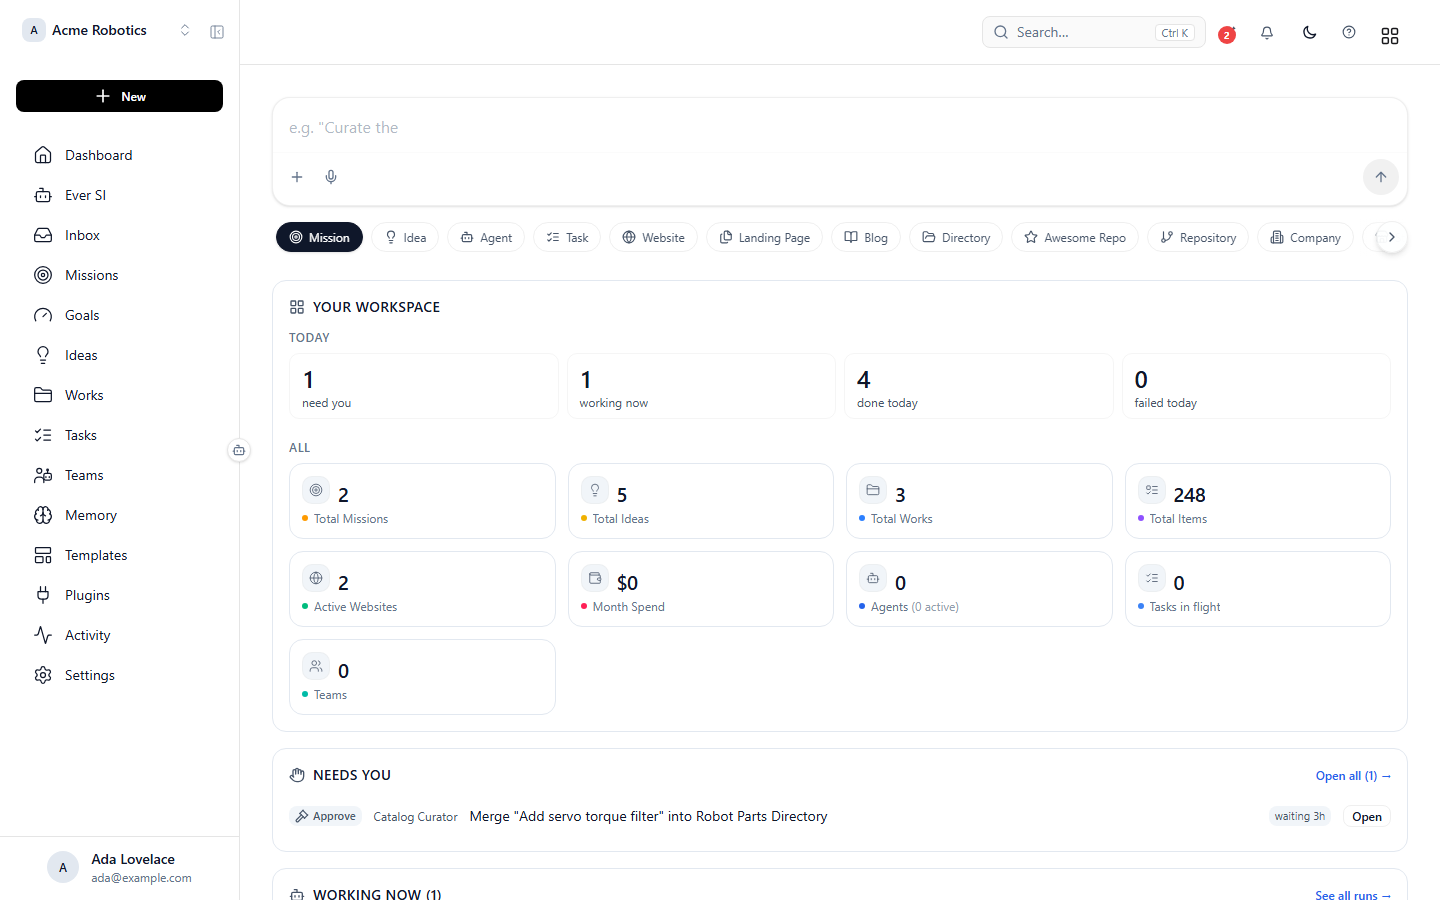 A Acme Robotics
Search... Ctrl K
2
New
Dashboard
Ever SI
Inbox
Missions
Goals
Ideas
Works
Tasks
Teams
Memory
Templates
Plugins
Activity
Settings
A Ada Lovelace
ada@example.com
e.g. "Curate the
Mission Idea Agent Task Website Landing Page Blog Directory Awesome Repo Repository Company
YOUR WORKSPACE
TODAY
1
need you
1
working now
4
done today
0
failed today
ALL
2
Total Missions
5
Total Ideas
3
Total Works
248
Total Items
2
Active Websites
$0
Month Spend
0
Agents (0 active)
0
Tasks in flight
0
Teams
NEEDS YOU
Open all (1) →
Approve Catalog Curator Merge "Add servo torque filter" into Robot Parts Directory waiting 3h Open
WORKING NOW (1)
See all runs →